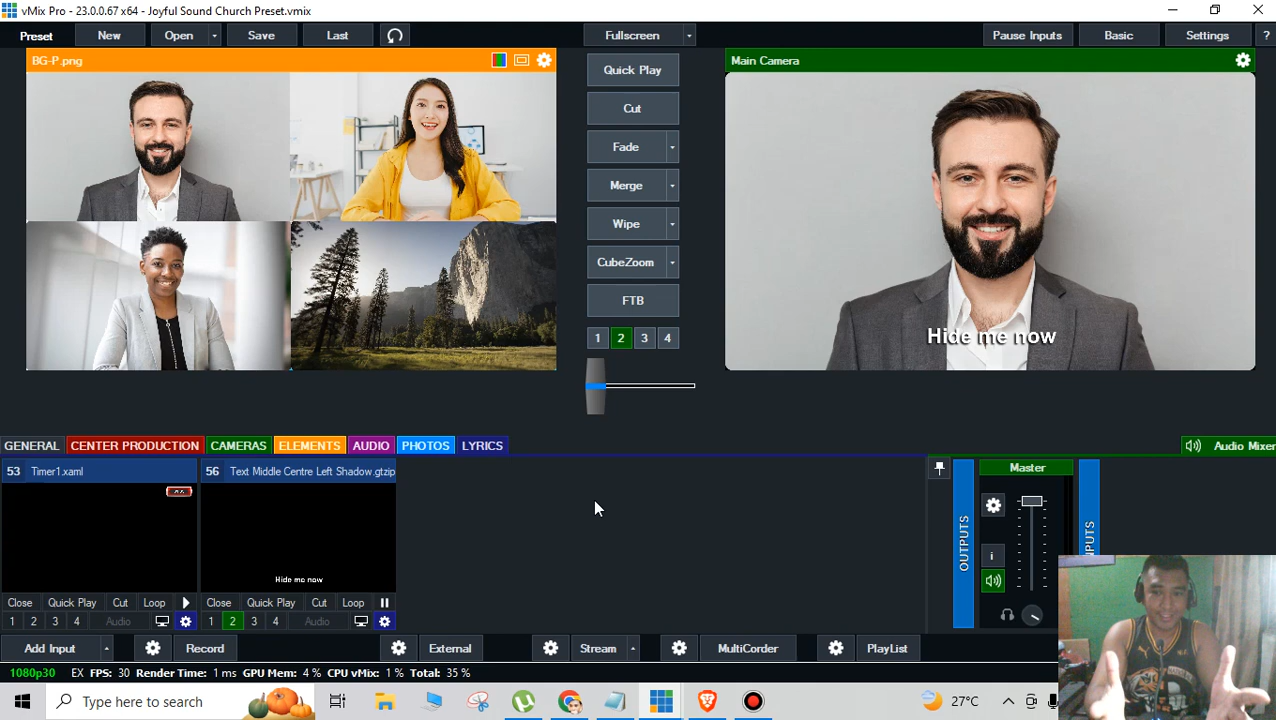 vMix Pro - 23.0.0.67 x64 - Joyful Sound Church Preset.vmix
Preset New Open Save Last Fullscreen Pause Inputs Basic Settings ?
BG-P.png
Main Camera
Quick Play
Cut
Fade
Merge
Wipe
CubeZoom
FTB
1 2 3 4
Hide me now
GENERAL CENTER PRODUCTION CAMERAS ELEMENTS AUDIO PHOTOS LYRICS Audio Mixer
53 Timer1.xaml
56 Text Middle Centre Left Shadow.gtzip
Hide me now
Master
OUTPUTS
i
Close Quick Play Cut Loop
1 2 3 4 Audio
Close Quick Play Cut Loop
1 2 3 4 Audio
Add Input Record External Stream MultiCorder PlayList
1080p30 EX FPS: 30 Render Time: 1 ms GPU Mem: 4 % CPU vMix: 1 % Total: 35 %
Type here to search
27°C